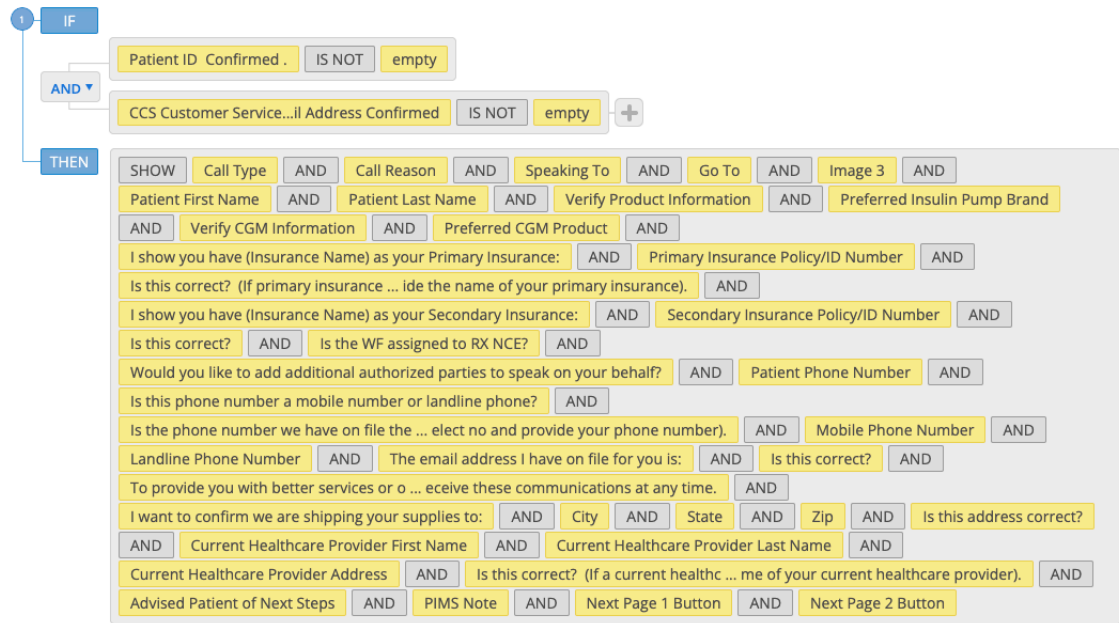 1 IF
Patient ID Confirmed . IS NOT empty
AND
CCS Customer Service...il Address Confirmed IS NOT empty
THEN
SHOW Call Type AND Call Reason AND Speaking To AND Go To AND Image 3 AND
Patient First Name AND Patient Last Name AND Verify Product Information AND Preferred Insulin Pump Brand
AND Verify CGM Information AND Preferred CGM Product AND
I show you have (Insurance Name) as your Primary Insurance: AND Primary Insurance Policy/ID Number AND
Is this correct? (If primary insurance ... ide the name of your primary insurance). AND
I show you have (Insurance Name) as your Secondary Insurance: AND Secondary Insurance Policy/ID Number AND
Is this correct? AND Is the WF assigned to RX NCE? AND
Would you like to add additional authorized parties to speak on your behalf? AND Patient Phone Number AND
Is this phone number a mobile number or landline phone? AND
Is the phone number we have on file the ... elect no and provide your phone number). AND Mobile Phone Number AND
Landline Phone Number AND The email address I have on file for you is: AND Is this correct? AND
To provide you with better services or o ... eceive these communications at any time. AND
I want to confirm we are shipping your supplies to: AND City AND State AND Zip AND Is this address correct?
AND Current Healthcare Provider First Name AND Current Healthcare Provider Last Name AND
Current Healthcare Provider Address AND Is this correct? (If a current healthc ... me of your current healthcare provider). AND
Advised Patient of Next Steps AND PIMS Note AND Next Page 1 Button AND Next Page 2 Button